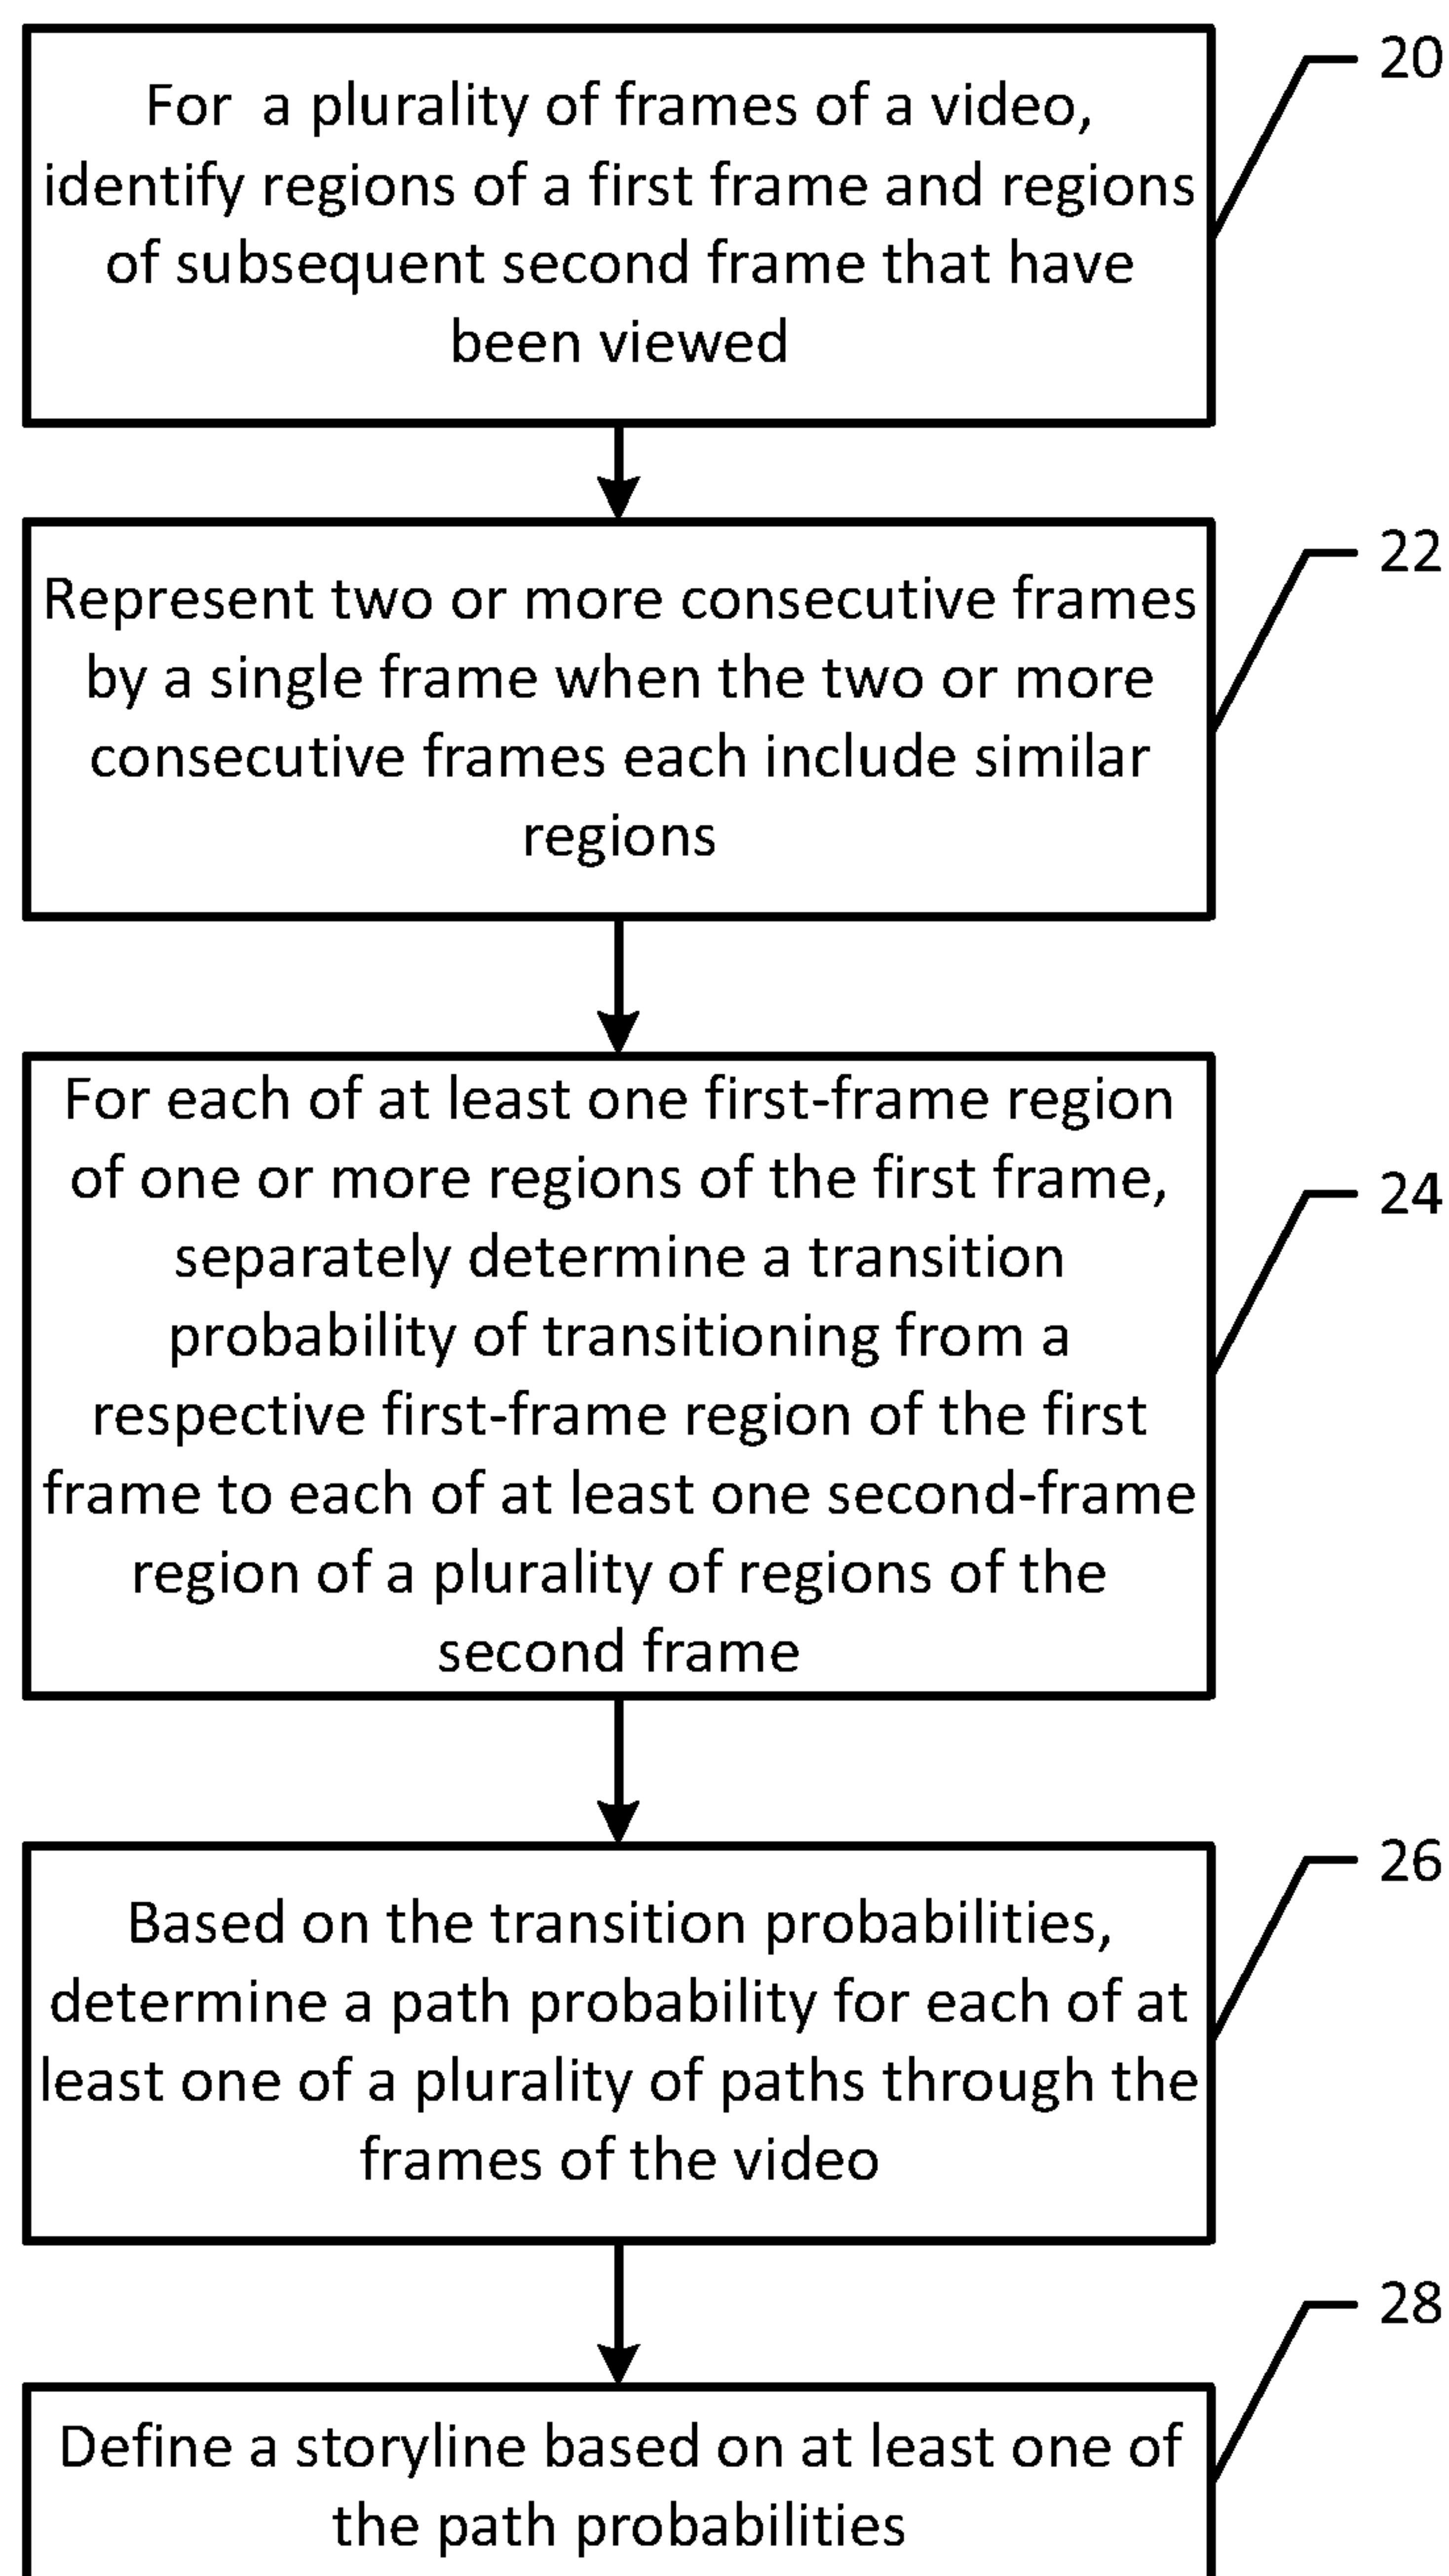 20
For a plurality of frames of a video,
identify regions of a first frame and regions
of subsequent second frame that have
been viewed
22
Represent two or more consecutive frames
by a single frame when the two or more
consecutive frames each include similar
regions
24
For each of at least one first-frame region
of one or more regions of the first frame,
separately determine a transition
probability of transitioning from a
respective first-frame region of the first
frame to each of at least one second-frame
region of a plurality of regions of the
second frame
26
Based on the transition probabilities,
determine a path probability for each of at
least one of a plurality of paths through the
frames of the video
28
Define a storyline based on at least one of
the path probabilities